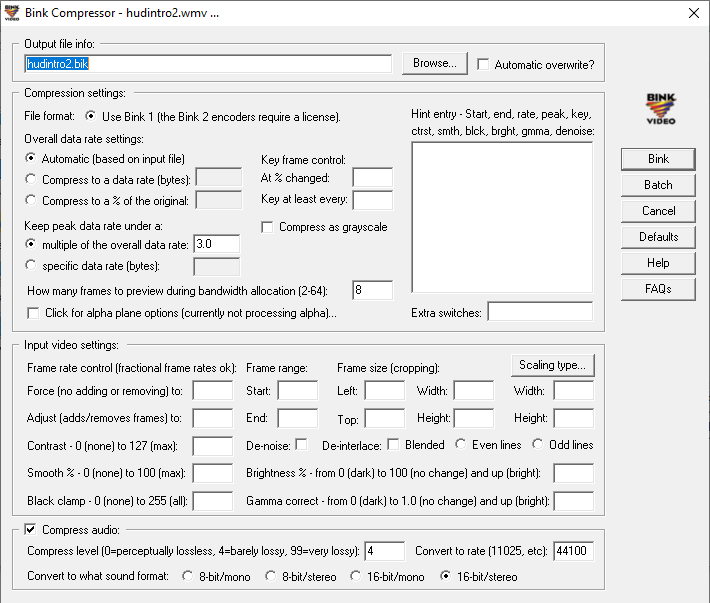 Bink Compressor - hudintro2.wmv ...
Output file info:
hudintro2.bik
Browse...
Automatic overwrite?
Compression settings:
File format: Use Bink 1 (the Bink 2 encoders require a license).
Overall data rate settings:
Automatic (based on input file)
Compress to a data rate (bytes):
Compress to a % of the original:
Keep peak data rate under a:
multiple of the overall data rate: 3.0
specific data rate (bytes):
Key frame control:
At % changed:
Key at least every:
Compress as grayscale
How many frames to preview during bandwidth allocation (2-64): 8
Click for alpha plane options (currently not processing alpha)...
Hint entry - Start, end, rate, peak, key,
ctrst, smth, blck, brght, gmma, denoise:
Extra switches:
BINK
VIDEO
Bink
Batch
Cancel
Defaults
Help
FAQs
Input video settings:
Frame rate control (fractional frame rates ok): Frame range: Frame size (cropping): Scaling type...
Force (no adding or removing) to: Start: Left: Width: Width:
Adjust (adds/removes frames) to: End: Top: Height: Height:
Contrast - 0 (none) to 127 (max): De-noise: De-interlace: Blended Even lines Odd lines
Smooth % - 0 (none) to 100 (max): Brightness % - from 0 (dark) to 100 (no change) and up (bright):
Black clamp - 0 (none) to 255 (all): Gamma correct - from 0 (dark) to 1.0 (no change) and up (bright):
Compress audio:
Compress level (0=perceptually lossless, 4=barely lossy, 99=very lossy): 4 Convert to rate (11025, etc): 44100
Convert to what sound format: 8-bit/mono 8-bit/stereo 16-bit/mono 16-bit/stereo